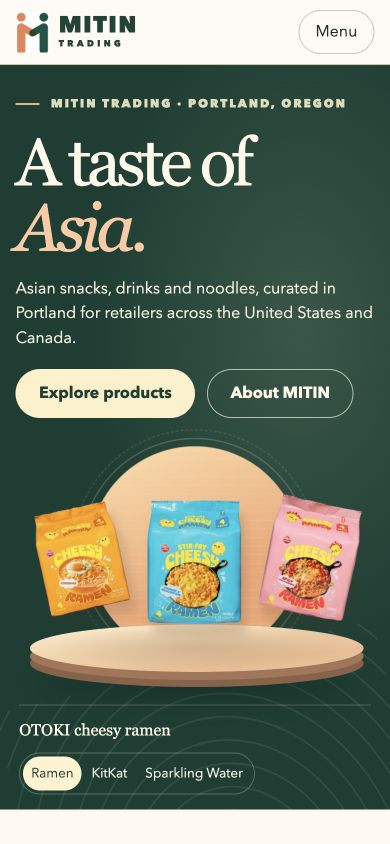 MITIN
TRADING
Menu
MITIN TRADING • PORTLAND, OREGON
A taste of
Asia.
Asian snacks, drinks and noodles, curated in
Portland for retailers across the United States and
Canada.
Explore products
About MITIN
CHEESY
RAMEN
STIR-FRY
CHEESY
RAMEN
CHEESY
RAMEN
OTOKI cheesy ramen
Ramen
KitKat
Sparkling Water